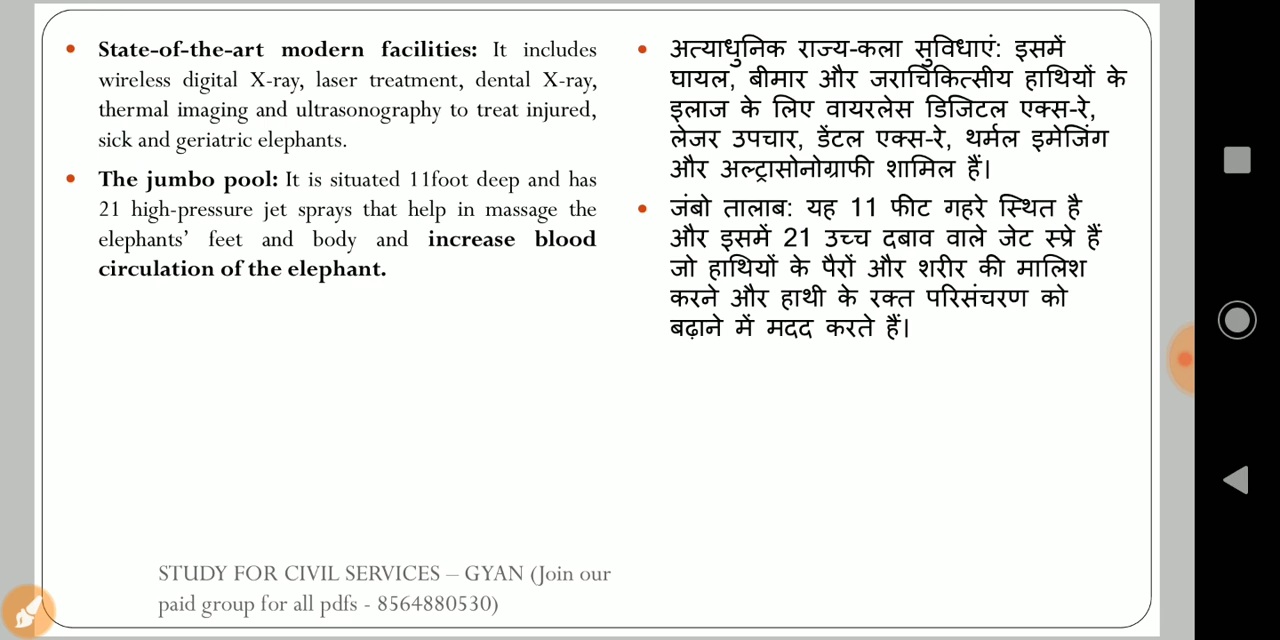 State-of-the-art modern facilities: It includes
wireless digital X-ray, laser treatment, dental X-ray,
thermal imaging and ultrasonography to treat injured,
sick and geriatric elephants.
The jumbo pool: It is situated 11foot deep and has
21 high-pressure jet sprays that help in massage the
elephants' feet and body and increase blood
circulation of the elephant.
अत्याधुनिक राज्य-कला सुविधाएं: इसमें
घायल, बीमार और जराचिकित्सीय हाथियों के
इलाज के लिए वायरलेस डिजिटल एक्स-रे,
लेजर उपचार, डेंटल एक्स-रे, थर्मल इमेजिंग
और अल्ट्रासोनोग्राफी शामिल हैं।
जंबो तालाब: यह 11 फीट गहरे स्थित है
और इसमें 21 उच्च दबाव वाले जेट स्प्रे हैं
जो हाथियों के पैरों और शरीर की मालिश
करने और हाथी के रक्त परिसंचरण को
बढ़ाने में मदद करते हैं।
STUDY FOR CIVIL SERVICES – GYAN (Join our
paid group for all pdfs - 8564880530)